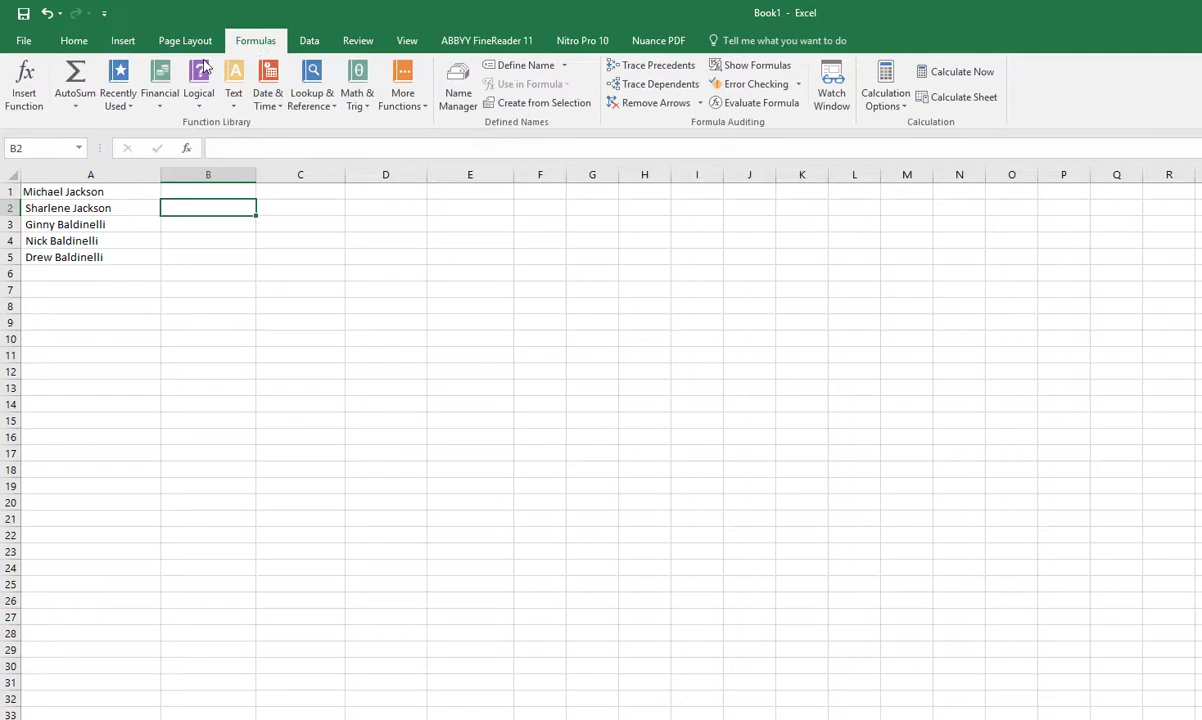 Book1 - Excel
File Home Insert Page Layout Formulas Data Review View ABBYY FineReader 11 Nitro Pro 10 Nuance PDF Tell me what you want to do
fx Σ ? A θ
Insert Function
AutoSum
Recently Used
Financial
Logical
Text
Date & Time
Lookup & Reference
Math & Trig
More Functions
Function Library
Name Manager
Define Name
Use in Formula
Create from Selection
Defined Names
Trace Precedents
Trace Dependents
Remove Arrows
Show Formulas
Error Checking
Evaluate Formula
Formula Auditing
Watch Window
Calculation Options
Calculate Now
Calculate Sheet
Calculation
B2 fx
A B C D E F G H I J K L M N O P Q R
1 Michael Jackson
2 Sharlene Jackson
3 Ginny Baldinelli
4 Nick Baldinelli
5 Drew Baldinelli
6
7
8
9
10
11
12
13
14
15
16
17
18
19
20
21
22
23
24
25
26
27
28
29
30
31
32
33